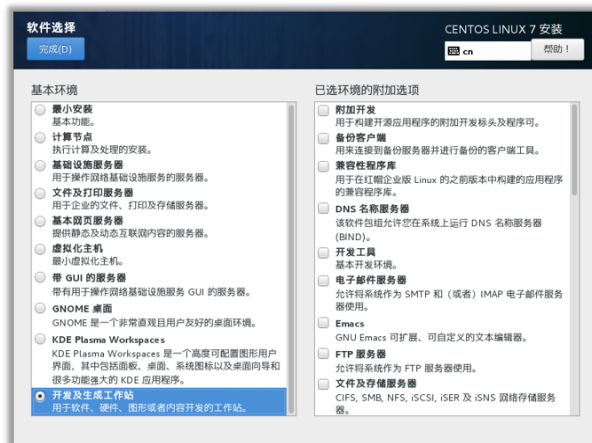 软件选择
完成(D)
CENTOS LINUX 7 安装
cn
帮助！
基本环境
最小安装
基本功能。
计算节点
执行计算及处理的安装。
基础设施服务器
用于操作网络基础设施服务的服务器。
文件及打印服务器
用于企业的文件、打印及存储服务器。
基本网页服务器
提供静态及动态互联网内容的服务器。
虚拟化主机
最小虚拟化主机。
带 GUI 的服务器
带有用于操作网络基础设施服务 GUI 的服务器。
GNOME 桌面
GNOME 是一个非常直观且用户友好的桌面环境。
KDE Plasma Workspaces
KDE Plasma Workspaces 是一个高度可配置图形用户
界面，其中包括面板、桌面、系统图标以及桌面向导和
很多功能强大的 KDE 应用程序。
开发及生成工作站
用于软件、硬件、图形或者内容开发的工作站。
已选环境的附加选项
附加开发
用于构建开源应用程序的附加开发标头及程序可。
备份客户端
用来连接到备份服务器并进行备份的客户端工具。
兼容性程序库
用于在红帽企业版 Linux 的之前版本中构建的应用程序
的兼容程序库。
DNS 名称服务器
该软件包组允许您在系统上运行 DNS 名称服务器
(BIND)。
开发工具
基本开发环境。
电子邮件服务器
允许将系统作为 SMTP 和（或者）IMAP 电子邮件服务
器使用。
Emacs
GNU Emacs 可扩展、可自定义的文本编辑器。
FTP 服务器
允许将系统作为 FTP 服务器使用。
文件及存储服务器
CIFS, SMB, NFS, iSCSI, iSER 及 iSNS 网络存储服务
器。